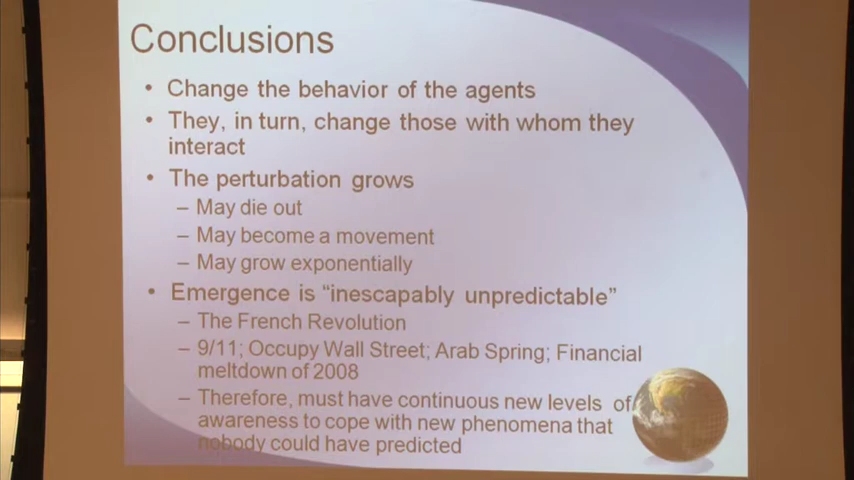 Conclusions
• Change the behavior of the agents
• They, in turn, change those with whom they
interact
• The perturbation grows
– May die out
– May become a movement
– May grow exponentially
• Emergence is “inescapably unpredictable”
– The French Revolution
– 9/11; Occupy Wall Street; Arab Spring; Financial
meltdown of 2008
– Therefore, must have continuous new levels of
awareness to cope with new phenomena that
nobody could have predicted